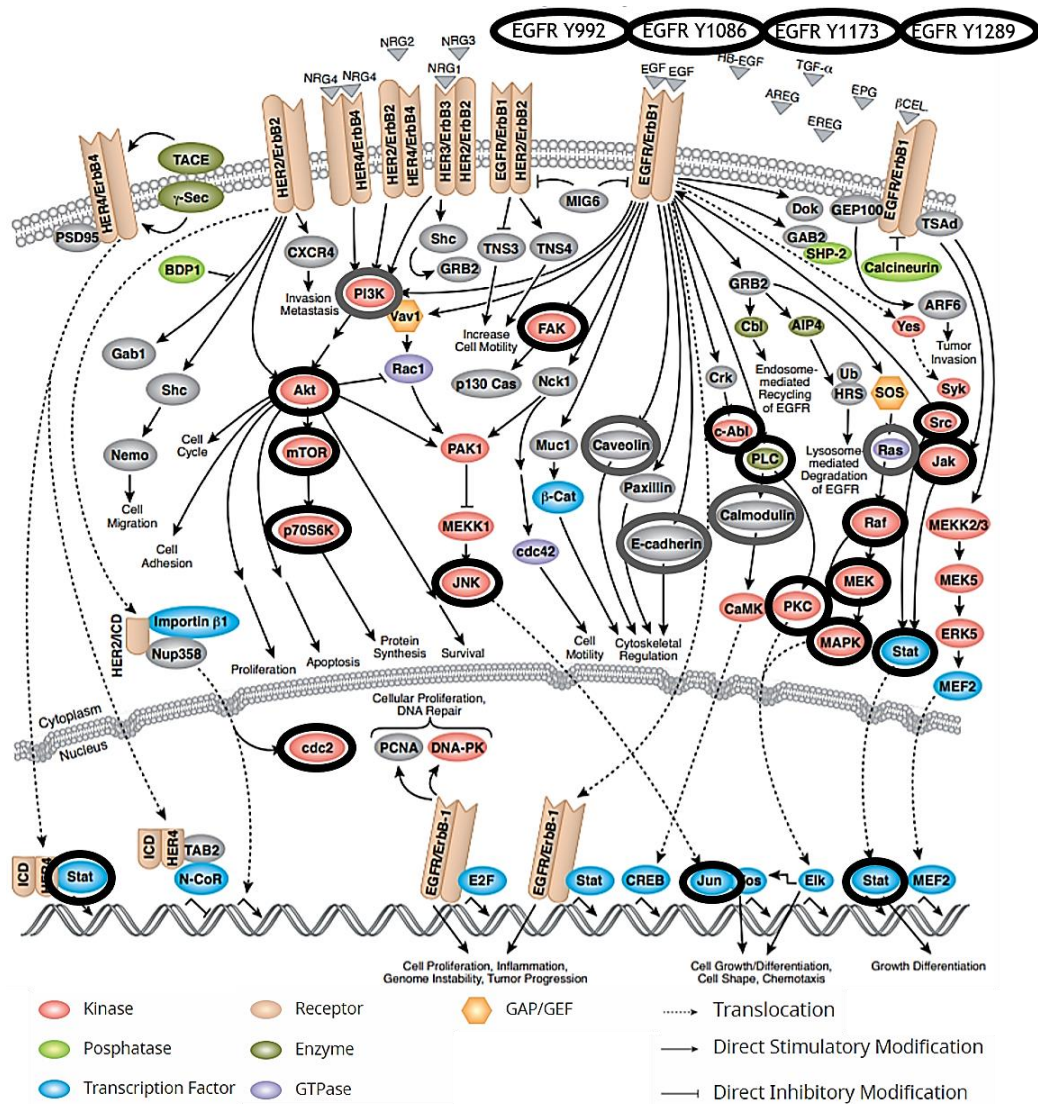 EGFR Y992
EGFR Y1086
EGFR Y1173
EGFR Y1289
NRG2
NRG3
NRG4
NRG4
NRG1
EGF
EGF
HB-EGF
TGF-α
AREG
EREG
EPG
βCEL.
HER4/ErbB4
TACE
γ-Sec
PSD95
HER2/ErbB2
HER4/ErbB4
HER2/ErbB2
HER4/ErbB4
HER3/ErbB3
HER2/ErbB2
EGFR/ErbB1
HER2/ErbB2
EGFR/ErbB1
EGFR/ErbB1
MIG6
Dok
GEP100
TSAd
GAB2
SHP-2
Calcineurin
BDP1
CXCR4
Invasion
Metastasis
Shc
GRB2
TNS3
TNS4
PI3K
Vav1
Increase
Cell Motility
FAK
GRB2
Cbl
AIP4
Yes
ARF6
Tumor
Invasion
Gab1
Shc
Rac1
p130 Cas
Nck1
Crk
Endosome-
mediated
Recycling
of EGFR
Ub
HRS
SOS
Syk
Akt
Cell
Cycle
mTOR
PAK1
Muc1
Caveolin
c-Abl
PLC
Lysosome-
mediated
Degradation
of EGFR
Ras
Src
Jak
Nemo
Cell
Migration
β-Cat
Paxillin
Calmodulin
Raf
MEKK2/3
p70S6K
MEKK1
Cell
Adhesion
cdc42
E-cadherin
JNK
MEK
MEK5
CaMK
PKC
MAPK
ERK5
Stat
MEF2
HER2/ICD
Importin β1
Nup358
Proliferation
Apoptosis
Protein
Synthesis
Survival
Cell
Motility
Cytoskeletal
Regulation
Cytoplasm
Nucleus
Cellular Proliferation,
DNA Repair
cdc2
PCNA
DNA-PK
ICD
HER4
Stat
ICD
HER4
TAB2
N-CoR
EGFR/ErbB-1
E2F
EGFR/ErbB-1
Stat
CREB
Jun
os
Elk
Stat
MEF2
Cell Proliferation, Inflammation,
Genome Instability, Tumor Progression
Cell Growth/Differentiation,
Cell Shape, Chemotaxis
Growth Differentiation
Kinase
Receptor
GAP/GEF
Translocation
Posphatase
Enzyme
Direct Stimulatory Modification
Transcription Factor
GTPase
Direct Inhibitory Modification